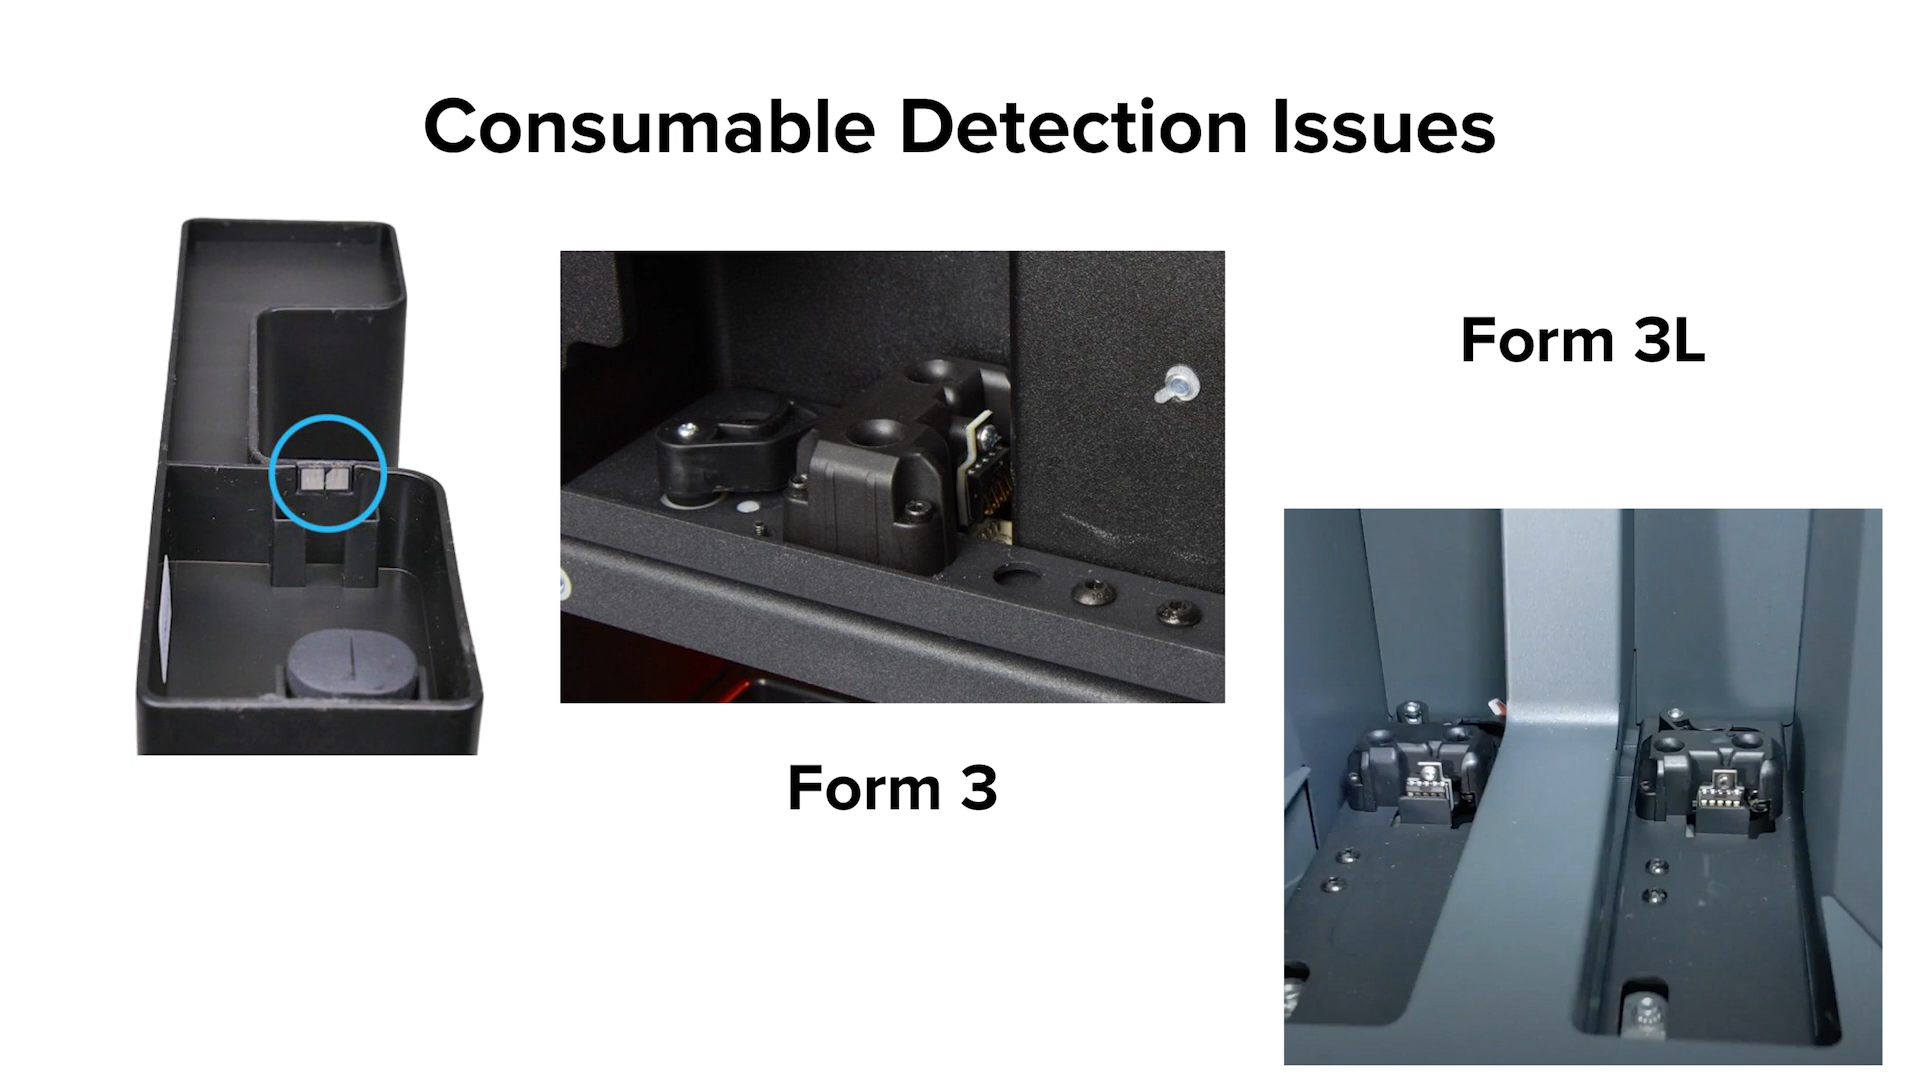 Consumable Detection Issues
Form 3L
Form 3